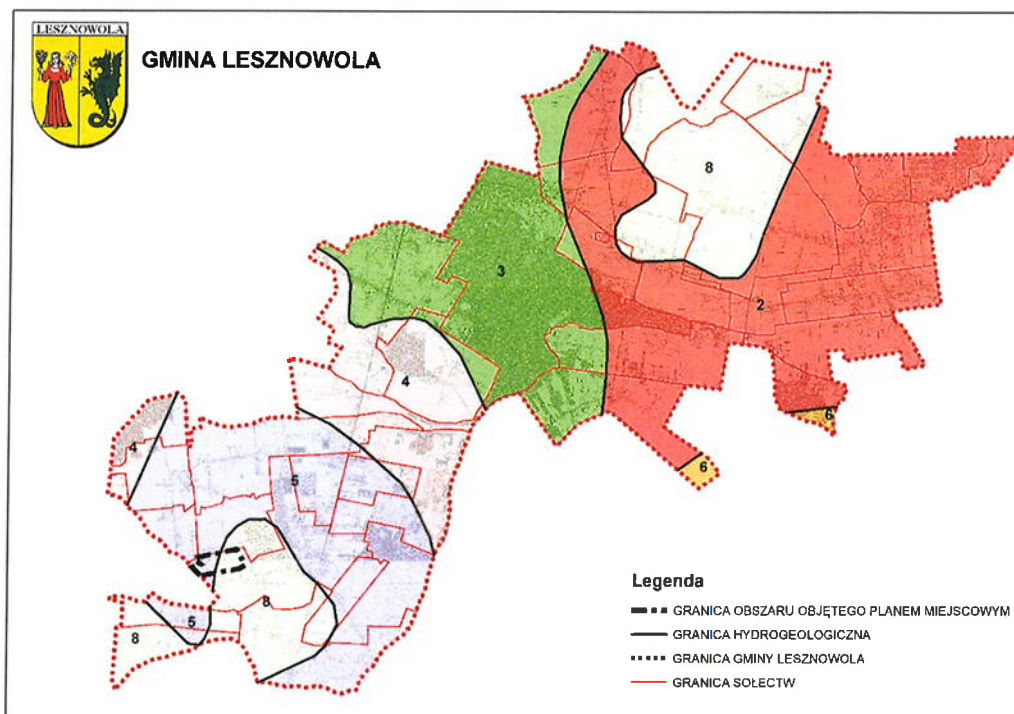 LESZNOWOLA
GMINA LESZNOWOLA
8
3
2
4
6
4
6
5
8
5
8
Legenda
GRANICA OBSZARU OBJĘTEGO PLANEM MIEJSCOWYM
GRANICA HYDROGEOLOGICZNA
GRANICA GMINY LESZNOWOLA
GRANICA SOŁECTW